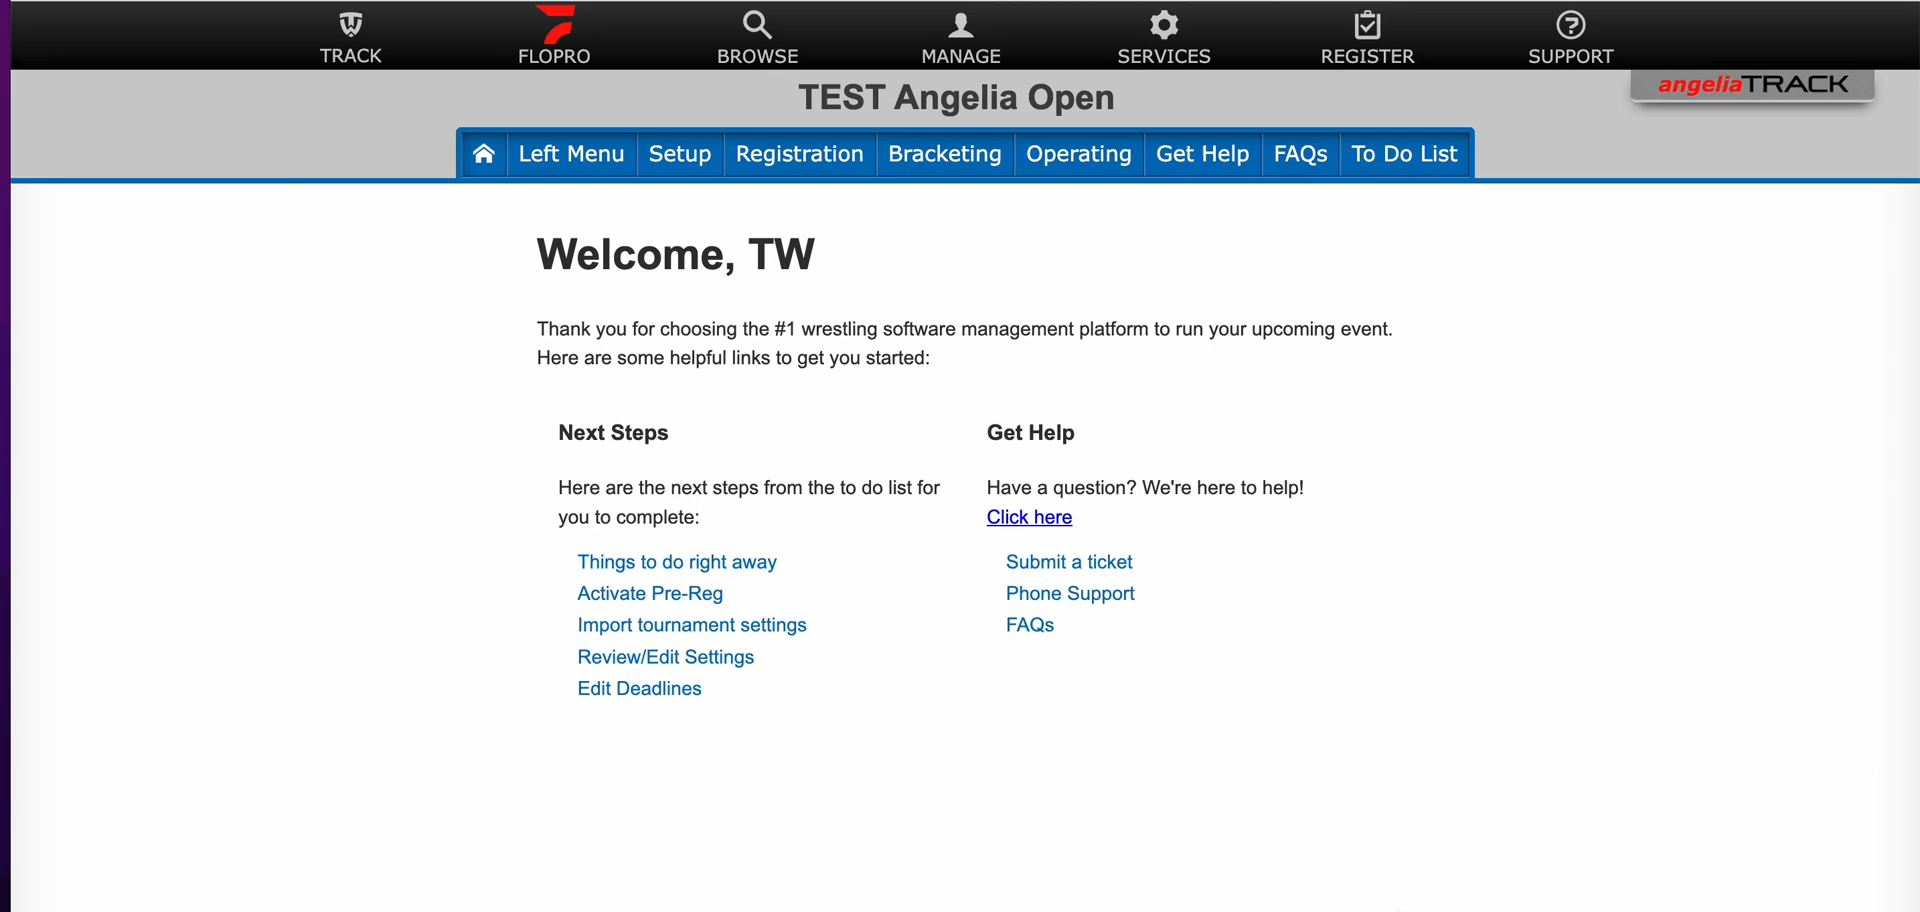 TRACK
FLOPRO
BROWSE
MANAGE
SERVICES
REGISTER
SUPPORT
TEST Angelia Open
angeliaTRACK
Left Menu
Setup
Registration
Bracketing
Operating
Get Help
FAQs
To Do List
Welcome, TW
Thank you for choosing the #1 wrestling software management platform to run your upcoming event.
Here are some helpful links to get you started:
Next Steps
Here are the next steps from the to do list for
you to complete:
Things to do right away
Activate Pre-Reg
Import tournament settings
Review/Edit Settings
Edit Deadlines
Get Help
Have a question? We're here to help!
Click here
Submit a ticket
Phone Support
FAQs